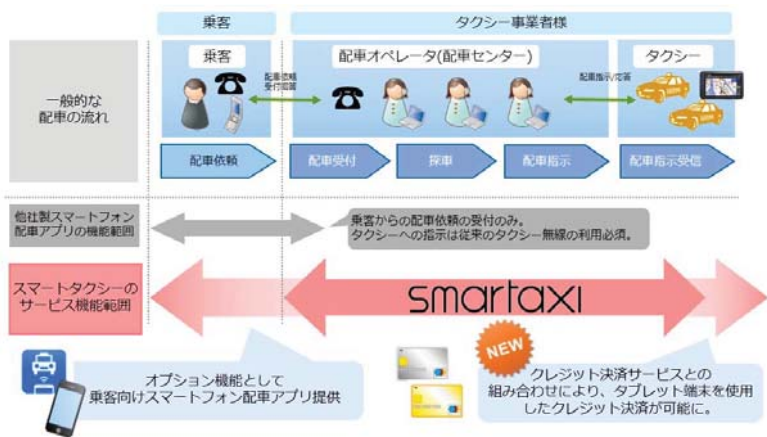 乗客
タクシー事業者様
一般的な
配車の流れ
乗客
配車依頼
受付応答
配車オペレータ(配車センター)
配車指示/応答
タクシー
配車依頼
配車受付
探車
配車指示
配車指示受信
他社製スマートフォン
配車アプリの機能範囲
乗客からの配車依頼の受付のみ。
タクシーへの指示は従来のタクシー無線の利用必須。
スマートタクシーの
サービス機能範囲
smartaxi
オプション機能として
乗客向けスマートフォン配車アプリ提供
NEW
クレジット決済サービスとの
組み合わせにより、タブレット端末を使用
したクレジット決済が可能に。